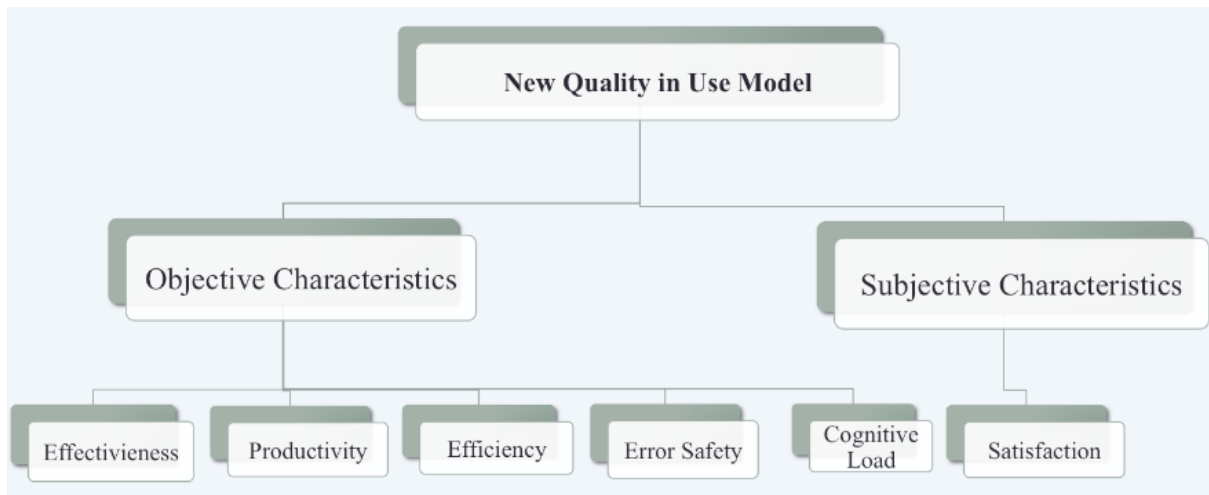 New Quality in Use Model
Objective Characteristics
Subjective Characteristics
Effectivieness
Productivity
Efficiency
Error Safety
Cognitive
Load
Satisfaction